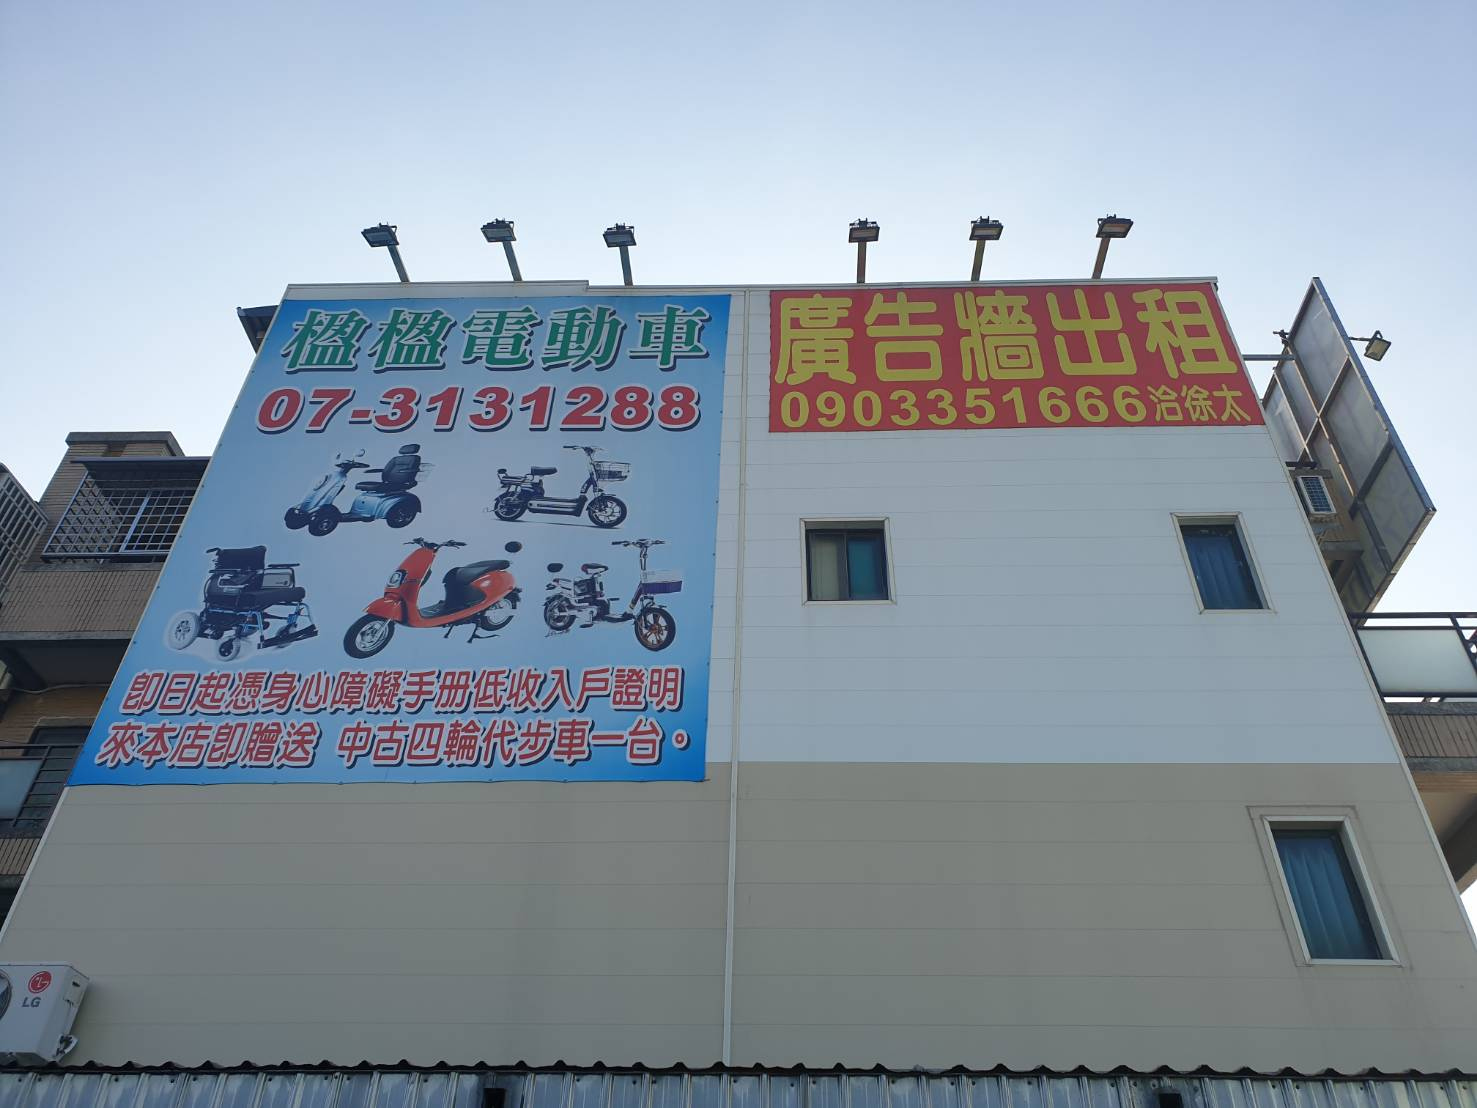 楹楹電動車
07-3131288
即日起憑身心障礙手册低收入戶證明
來本店即贈送 中古四輪代步車一台。
廣告牆出租
0903351666洽徐太
LG